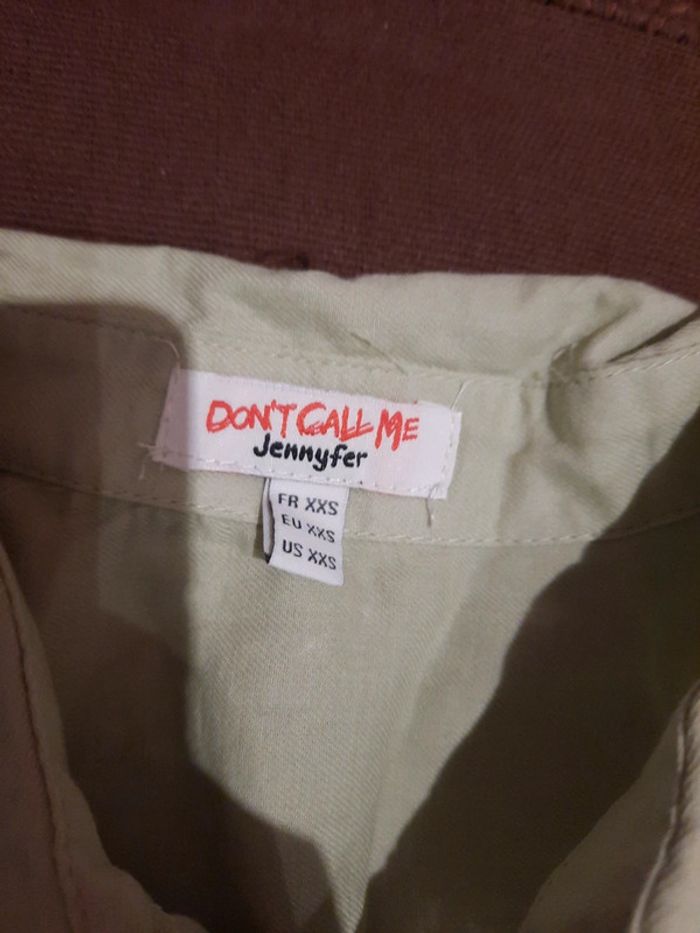 DON'T CALL ME
Jennyfer
FR XXS
EU XXS
US XXS